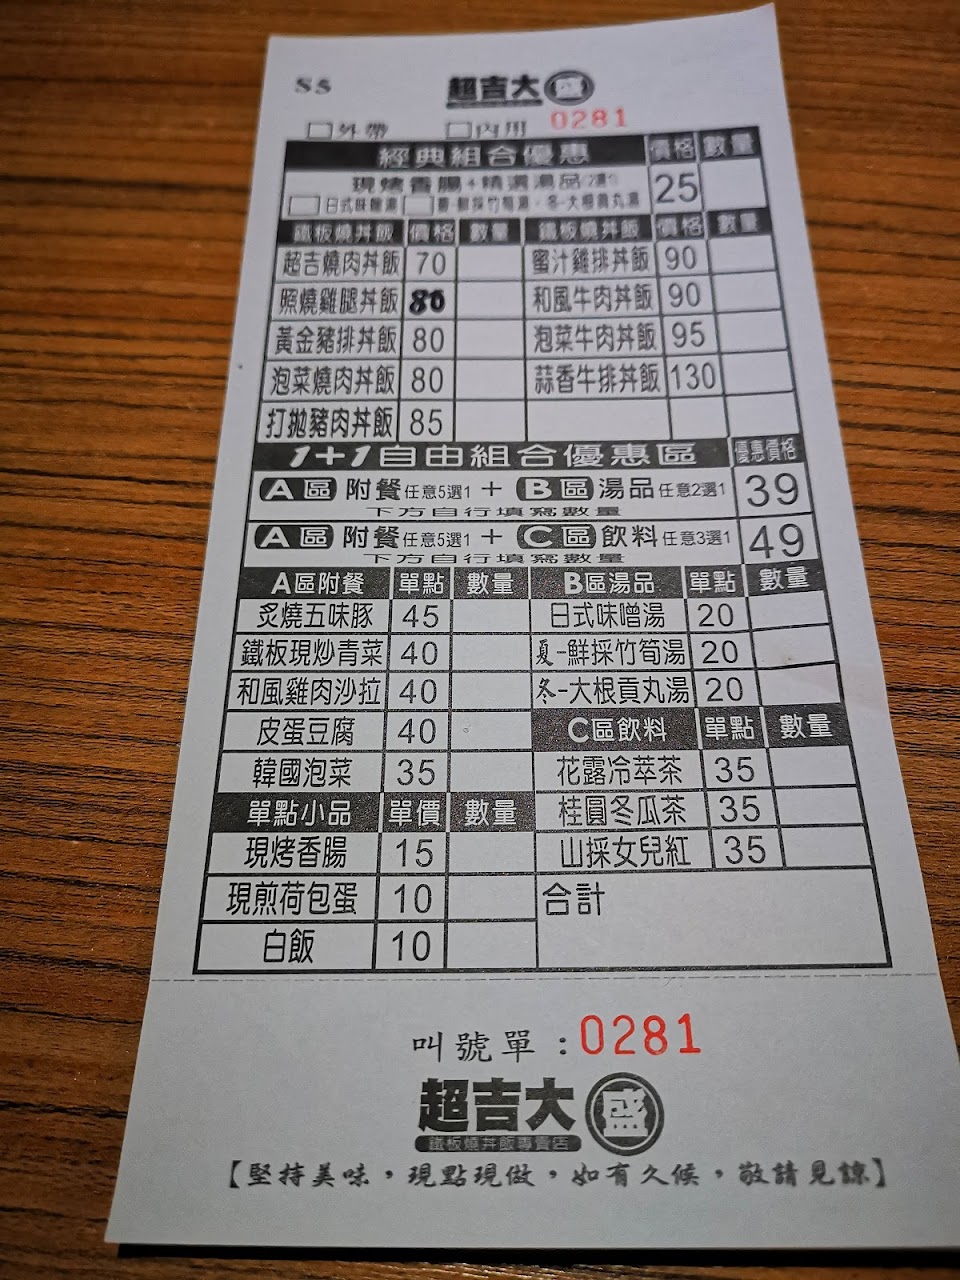 S5 超吉大盛
□外帶 □內用 0281
經典組合優惠 價格 數量
現烤香腸+精選湯品(2選1) 25
□日式味噌湯 □夏-鮮採竹筍湯、冬-大根貢丸湯
鐵板燒丼飯 價格 數量 鐵板燒丼飯 價格 數量
超吉燒肉丼飯 70 蜜汁雞排丼飯 90
照燒雞腿丼飯 80 和風牛肉丼飯 90
黃金豬排丼飯 80 泡菜牛肉丼飯 95
泡菜燒肉丼飯 80 蒜香牛排丼飯 130
打拋豬肉丼飯 85
1+1自由組合優惠區 優惠價格
A區 附餐任意5選1 + B區 湯品任意2選1 39
下方自行填寫數量
A區 附餐任意5選1 + C區 飲料任意3選1 49
下方自行填寫數量
A區附餐 單點 數量 B區湯品 單點 數量
炙燒五味豚 45 日式味噌湯 20
鐵板現炒青菜 40 夏-鮮採竹筍湯 20
和風雞肉沙拉 40 冬-大根貢丸湯 20
皮蛋豆腐 40 C區飲料 單點 數量
韓國泡菜 35 花露冷萃茶 35
單點小品 單價 數量 桂圓冬瓜茶 35
現烤香腸 15 山採女兒紅 35
現煎荷包蛋 10 合計
白飯 10
叫號單:0281
超吉大盛
鐵板燒丼飯專賣店
【堅持美味,現點現做,如有久候,敬請見諒】